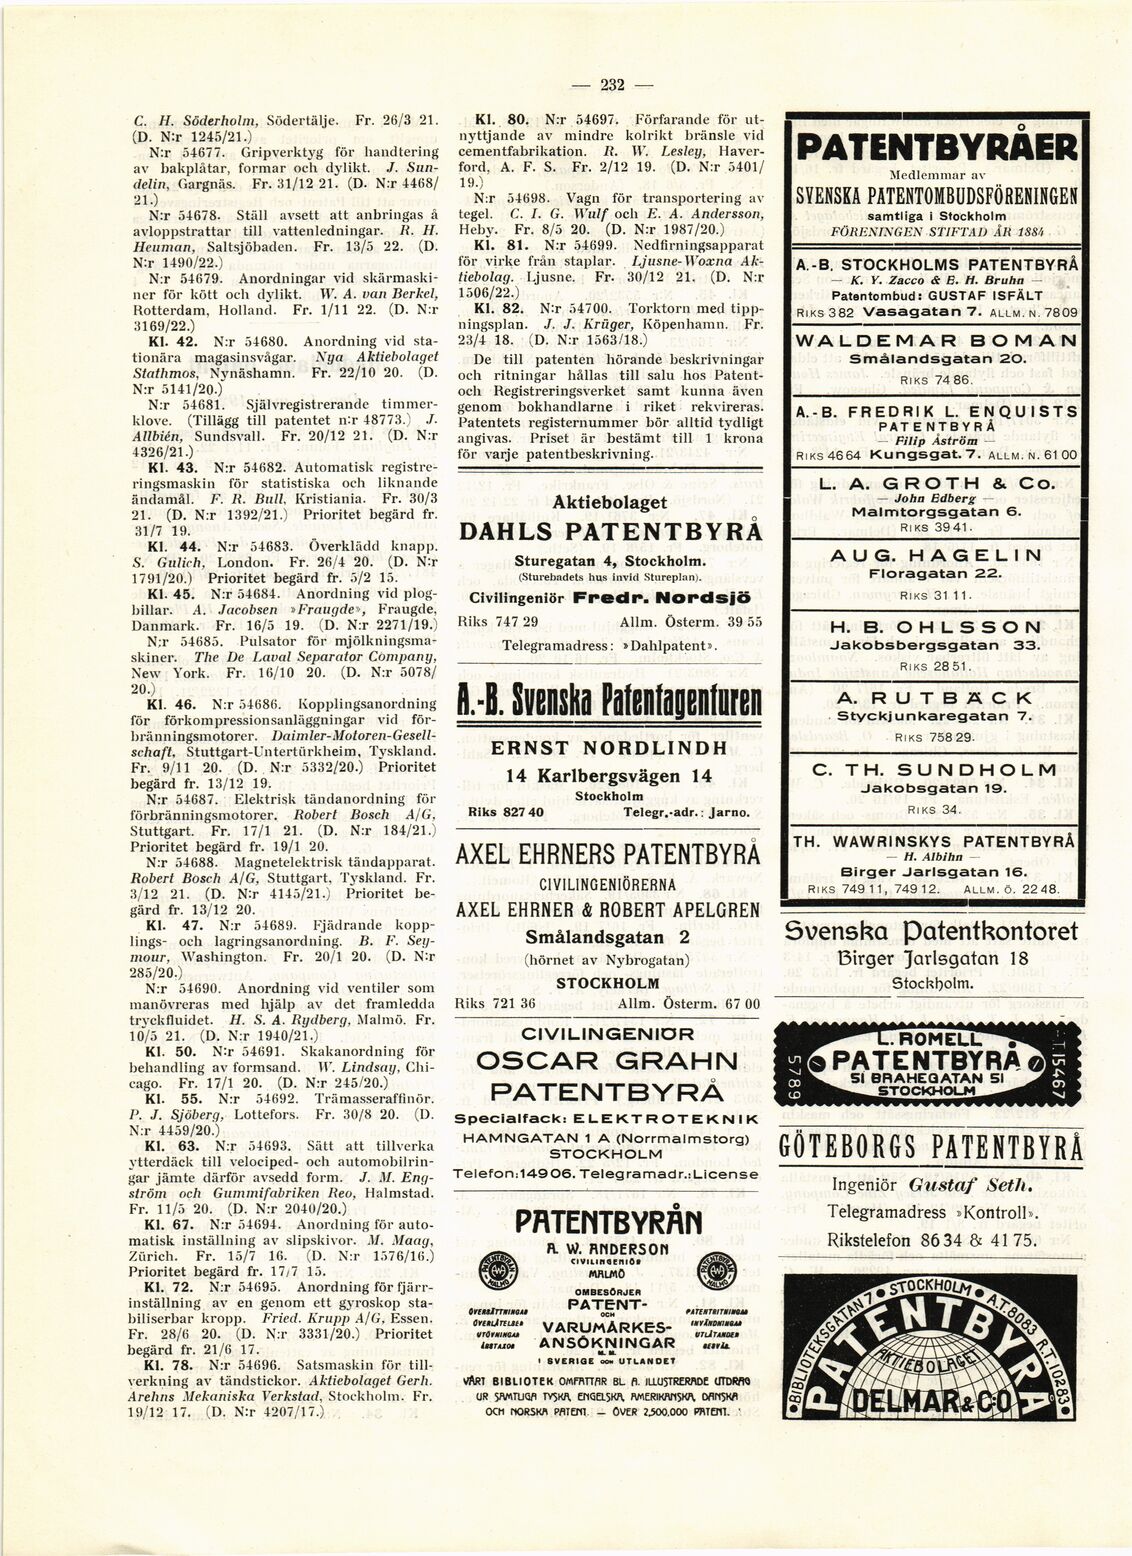 — 232 —
C. H. Söderholm, Södertälje. Fr. 26/3 21.
(D. N:r 1245/21.)
N:r 54677. Gripverktyg för handtering
av bakplåtar, formar och dylikt. J. Sun-
delin, Gargnäs. Fr. 31/12 21. (D. N:r 4468/
21.)
N:r 54678. Ställ avsett att anbringas å
avloppstrattar till vattenledningar. R. H.
Heuman, Saltsjöbaden. Fr. 13/5 22. (D.
N:r 1490/22.)
N:r 54679. Anordningar vid skärmaski-
ner för kött och dylikt. W. A. van Berkel,
Rotterdam, Holland. Fr. 1/11 22. (D. N:r
3169/22.)
Kl. 42. N:r 54680. Anordning vid sta-
tionära magasinsvågar. Nya Aktiebolaget
Stathmos, Nynäshamn. Fr. 22/10 20. (D.
N:r 5141/20.)
N:r 54681. Självregistrerande timmer-
klove. (Tillägg till patentet n:r 48773.) J.
Allbién, Sundsvall. Fr. 20/12 21. (D. N:r
4326/21.)
Kl. 43. N:r 54682. Automatisk registre-
ringsmaskin för statistiska och liknande
ändamål. F. R. Bull, Kristiania. Fr. 30/3
21. (D. N:r 1392/21.) Prioritet begärd fr.
31/7 19.
Kl. 44. N:r 54683. Överklädd knapp.
S. Gulich, London. Fr. 26/4 20. (D. N:r
1791/20.) Prioritet begärd fr. 5/2 15.
Kl. 45. N:r 54684. Anordning vid plog-
billar. A. Jacobsen »Fraugde», Fraugde,
Danmark. Fr. 16/5 19. (D. N:r 2271/19.)
N:r 54685. Pulsator för mjölkningsma-
skiner. The De Laval Separator Company,
New York. Fr. 16/10 20. (D. N:r 5078/
20.)
Kl. 46. N:r 54686. Kopplingsanordning
för förkompressionsanläggningar vid för-
bränningsmotorer. Daimler-Motoren-Gesell-
schaft, Stuttgart-Untertürkheim, Tyskland.
Fr. 9/11 20. (D. N:r 5332/20.) Prioritet
begärd fr. 13/12 19.
N:r 54687. Elektrisk tändanordning för
förbränningsmotorer. Robert Bosch A/G,
Stuttgart. Fr. 17/1 21. (D. N:r 184/21.)
Prioritet begärd fr. 19/1 20.
N:r 54688. Magnetelektrisk tändapparat.
Robert Bosch A/G, Stuttgart, Tyskland. Fr.
3/12 21. (D. N:r 4145/21.) Prioritet be-
gärd fr. 13/12 20.
Kl. 47. N:r 54689. Fjädrande kopp-
lings- och lagringsanordning. B. F. Sey-
mour, Washington. Fr. 20/1 20. (D. N:r
285/20.)
N:r 54690. Anordning vid ventiler som
manövreras med hjälp av det framledda
tryckfluidet. H. S. A. Rydberg, Malmö. Fr.
10/5 21. (D. N:r 1940/21.)
Kl. 50. N:r 54691. Skakanordning för
behandling av formsand. W. Lindsay, Chi-
cago. Fr. 17/1 20. (D. N:r 245/20.)
Kl. 55. N:r 54692. Trämasseraffinör.
P. J. Sjöberg, Lottefors. Fr. 30/8 20. (D.
N:r 4459/20.)
Kl. 63. N:r 54693. Sätt att tillverka
ytterdäck till velociped- och automobilrin-
gar jämte därför avsedd form. J. M. Eng-
ström och Gummifabriken Reo, Halmstad.
Fr. 11/5 20. (D. N:r 2040/20.)
Kl. 67. N:r 54694. Anordning för auto-
matisk inställning av slipskivor. M. Maag,
Zürich. Fr. 15/7 16. (D. N:r 1576/16.)
Prioritet begärd fr. 17/7 15.
Kl. 72. N:r 54695. Anordning för fjärr-
inställning av en genom ett gyroskop sta-
biliserbar kropp. Fried. Krupp A/G, Essen.
Fr. 28/6 20. (D. N:r 3331/20.) Prioritet
begärd fr. 21/6 17.
Kl. 78. N:r 54696. Satsmaskin för till-
verkning av tändstickor. Aktiebolaget Gerh.
Arehns Mekaniska Verkstad, Stockholm. Fr.
19/12 17. (D. N:r 4207/17.)
Kl. 80. N:r 54697. Förfarande för ut-
nyttjande av mindre kolrikt bränsle vid
cementfabrikation. R. W. Lesley, Haver-
ford, A. F. S. Fr. 2/12 19. (D. N:r 5401/
19.)
N:r 54698. Vagn för transportering av
tegel. C. I. G. Wulf och E. A. Andersson,
Heby. Fr. 8/5 20. (D. N:r 1987/20.)
Kl. 81. N:r 54699. Nedfirningsapparat
för virke från staplar. Ljusne-Woxna Ak-
tiebolag. Ljusne. Fr. 30/12 21. (D. N:r
1506/22.)
Kl. 82. N:r 54700. Torktorn med tipp-
ningsplan. J. J. Krüger, Köpenhamn. Fr.
23/4 18. (D. N:r 1563/18.)
De till patenten hörande beskrivningar
och ritningar hållas till salu hos Patent-
och Registreringsverket samt kunna även
genom bokhandlarne i riket rekvireras.
Patentets registernummer bör alltid tydligt
angivas. Priset är bestämt till 1 krona
för varje patentbeskrivning.
Aktiebolaget
DAHLS PATENTBYRÅ
Sturegatan 4, Stockholm.
(Sturebadets hus invid Stureplan).
Civilingeniör Fredr. Nordsjö
Riks 747 29 Allm. Österm. 39 55
Telegramadress: »Dahlpatent».
A.-B. Svenska Patentagenturen
ERNST NORDLINDH
14 Karlbergsvägen 14
Stockholm
Riks 827 40 Telegr.-adr.: Jarno.
AXEL EHRNERS PATENTBYRÅ
CIVILINGENIÖRERNA
AXEL EHRNER & ROBERT APELGREN
Smålandsgatan 2
(hörnet av Nybrogatan)
STOCKHOLM
Riks 721 36 Allm. Österm. 67 00
CIVILINGENIÖR
OSCAR GRAHN
PATENTBYRÅ
Specialfack: ELEKTROTEKNIK
HAMNGATAN 1 A (Norrmalmstorg)
STOCKHOLM
Telefon:14906. Telegramadr.:License
PATENTBYRÅN
A. W. ANDERSON
CIVILINGENIÖR
MALMÖ
OMBESÖRJER
PATENT-
OCH
VARUMÄRKES-
ANSÖKNINGAR
M. M.
I SVERIGE OCH UTLANDET
ÖVERSÄTTNINGAR
ÖVERLÅTELSER
UTÖVNINGAR
PATENTRITNINGAR
UTLÅTANDEN
VÅRT BIBLIOTEK OMFATTAR BL. A. ILLUSTRERADE UTDRAG
UR SAMTLIGA TYSKA, ENGELSKA, AMERIKANSKA, DANSKA
OCH NORSKA PATENT. — ÖVER 2,500,000 PATENT.
PATENTBYRÅER
Medlemmar av
SVENSKA PATENTOMBUDSFÖRENINGEN
samtliga i Stockholm
FÖRENINGEN STIFTAD ÅR 1884
A.-B. STOCKHOLMS PATENTBYRÅ
— K. Y. Zacco & E. H. Bruhn —
Patentombud: GUSTAF ISFÄLT
RIKS 382 Vasagatan 7. ALLM. N. 7809
WALDEMAR BOMAN
Smålandsgatan 20.
RIKS 7486.
A.-B. FREDRIK L. ENQUISTS
PATENTBYRÅ
— Filip Åström —
RIKS 4664 Kungsgat. 7. ALLM. N. 6100
L. A. GROTH & Co.
— John Edberg —
Malmtorgsgatan 6.
RIKS 3941.
AUG. HAGELIN
Floragatan 22.
RIKS 3111.
H. B. OHLSSON
Jakobsbergsgatan 33.
RIKS 2851.
A. RUTBÄCK
Styckjunkaregatan 7.
RIKS 75829.
C. TH. SUNDHOLM
Jakobsgatan 19.
RIKS 34.
TH. WAWRINSKYS PATENTBYRÅ
— H. Albihn —
Birger Jarlsgatan 16.
RIKS 74911, 74912. ALLM. Ö. 2248.
Svenska Patentkontoret
Birger Jarlsgatan 18
Stockholm.
L. ROMELL
PATENTBYRÅ
51 BRAHEGATAN 51
STOCKHOLM
5789
T.15467
GÖTEBORGS PATENTBYRÅ
Ingeniör Gustaf Seth.
Telegramadress »Kontroll».
Rikstelefon 8634 & 4175.
BIBLIOTEKSGATAN 7 • STOCKHOLM • A.T. 8083 R.T. 10283
PATENTBYRÅ
AKTIEBOLAGET
DELMAR & C:O